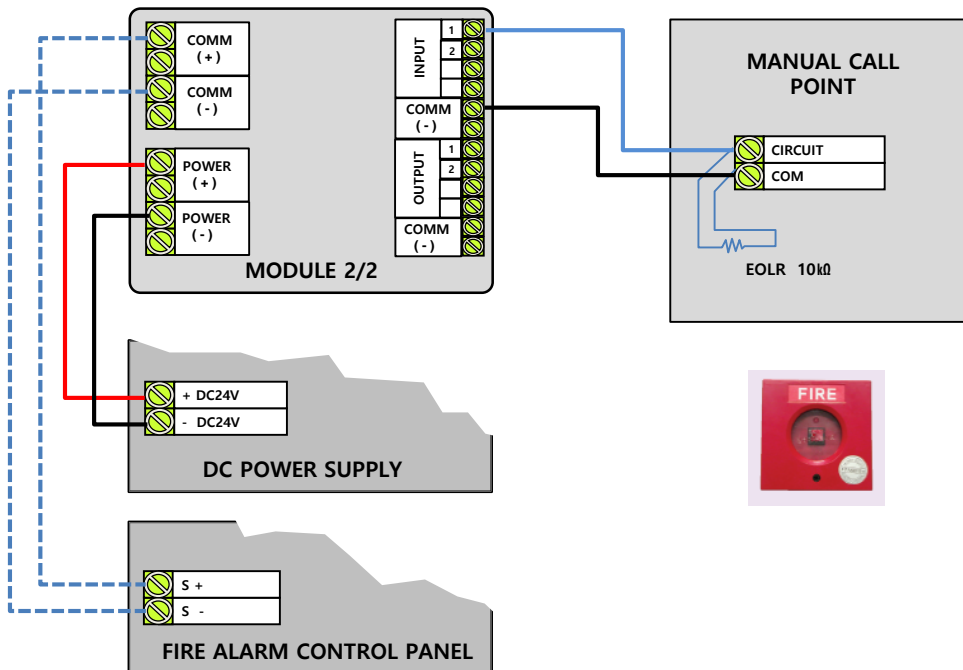 COMM
(+)
COMM
(-)
POWER
(+)
POWER
(-)
INPUT
1
2
COMM
(-)
OUTPUT
1
2
COMM
(-)
MODULE 2/2
MANUAL CALL
POINT
CIRCUIT
COM
EOLR 10㏀
+ DC24V
- DC24V
DC POWER SUPPLY
FIRE
S +
S -
FIRE ALARM CONTROL PANEL